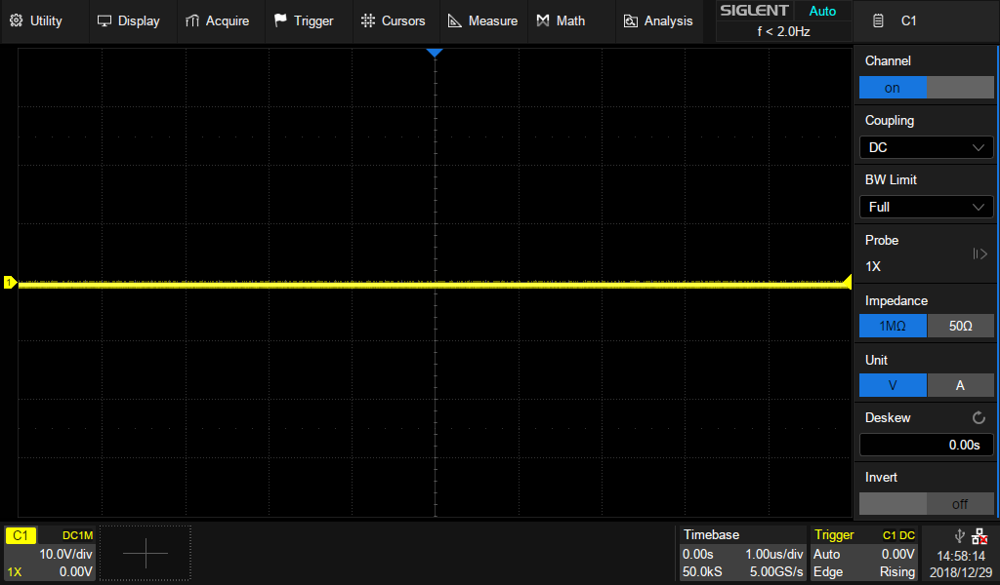 Utility Display Acquire Trigger Cursors Measure Math Analysis
SIGLENT Auto
f < 2.0Hz
C1
Channel
on
Coupling
DC
BW Limit
Full
Probe
1X
Impedance
1MΩ 50Ω
Unit
V A
Deskew
0.00s
Invert
off
1
C1 DC1M
10.0V/div
1X 0.00V
Timebase
0.00s 1.00us/div
50.0kS 5.00GS/s
Trigger C1 DC
Auto 0.00V
Edge Rising
14:58:14
2018/12/29